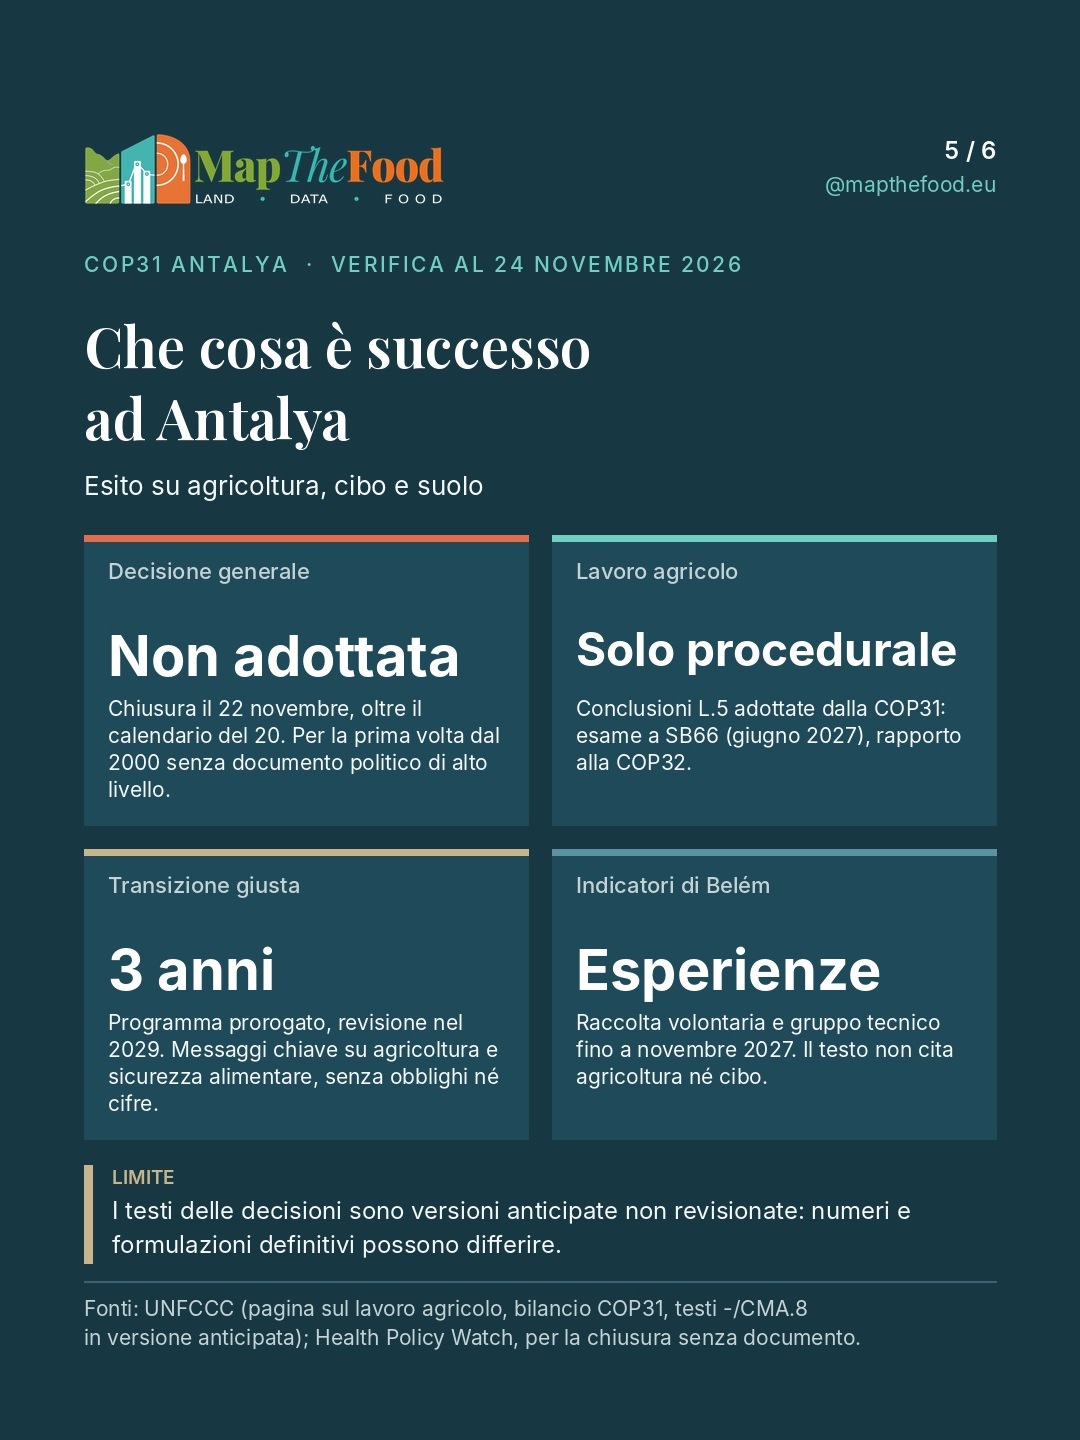 MapTheFood
LAND • DATA • FOOD
5 / 6
@mapthefood.eu
COP31 ANTALYA · VERIFICA AL 24 NOVEMBRE 2026
Che cosa è successo
ad Antalya
Esito su agricoltura, cibo e suolo
Decisione generale
Non adottata
Chiusura il 22 novembre, oltre il
calendario del 20. Per la prima volta dal
2000 senza documento politico di alto
livello.
Lavoro agricolo
Solo procedurale
Conclusioni L.5 adottate dalla COP31:
esame a SB66 (giugno 2027), rapporto
alla COP32.
Transizione giusta
3 anni
Programma prorogato, revisione nel
2029. Messaggi chiave su agricoltura e
sicurezza alimentare, senza obblighi né
cifre.
Indicatori di Belém
Esperienze
Raccolta volontaria e gruppo tecnico
fino a novembre 2027. Il testo non cita
agricoltura né cibo.
LIMITE
I testi delle decisioni sono versioni anticipate non revisionate: numeri e
formulazioni definitivi possono differire.
Fonti: UNFCCC (pagina sul lavoro agricolo, bilancio COP31, testi -/CMA.8
in versione anticipata); Health Policy Watch, per la chiusura senza documento.